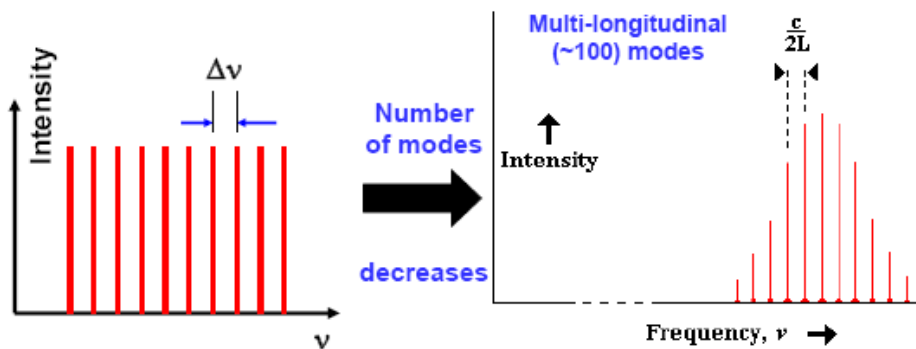 Intensity
Δν
ν
Number
of modes
decreases
Multi-longitudinal
(~100) modes
c
2L
Intensity
Frequency, ν